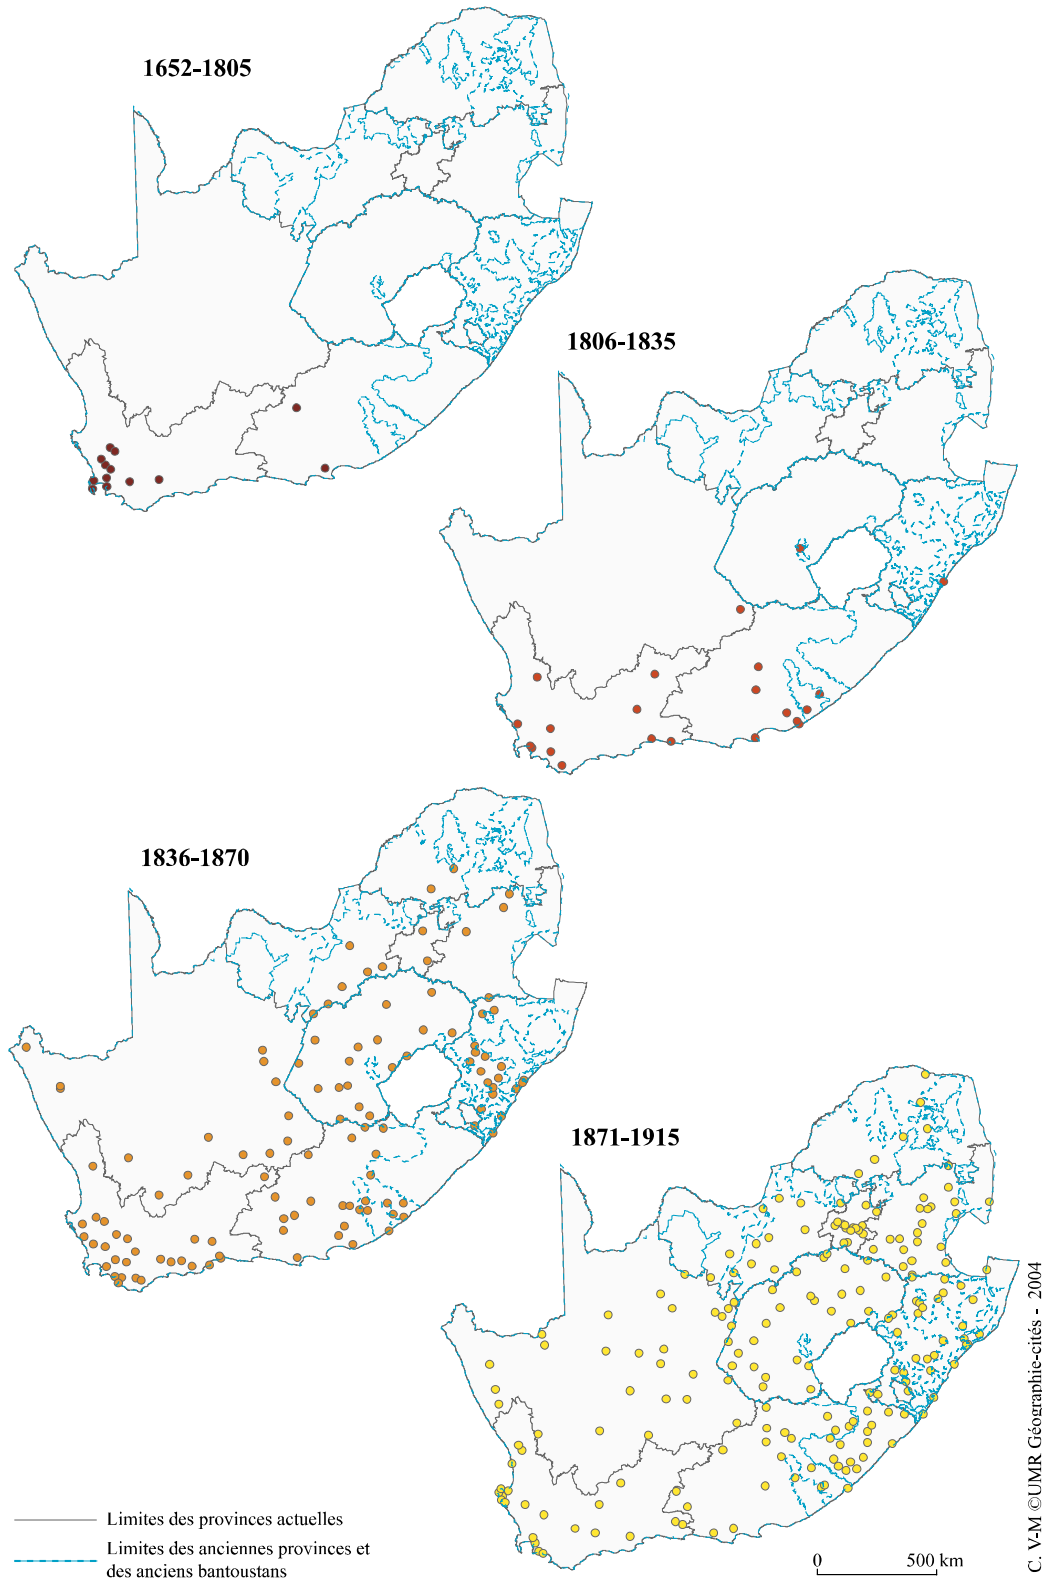 1652-1805
1806-1835
1836-1870
1871-1915
Limites des provinces actuelles
Limites des anciennes provinces et
des anciens bantoustans
0 500 km
C. V-M ©UMR Géographie-cités - 2004